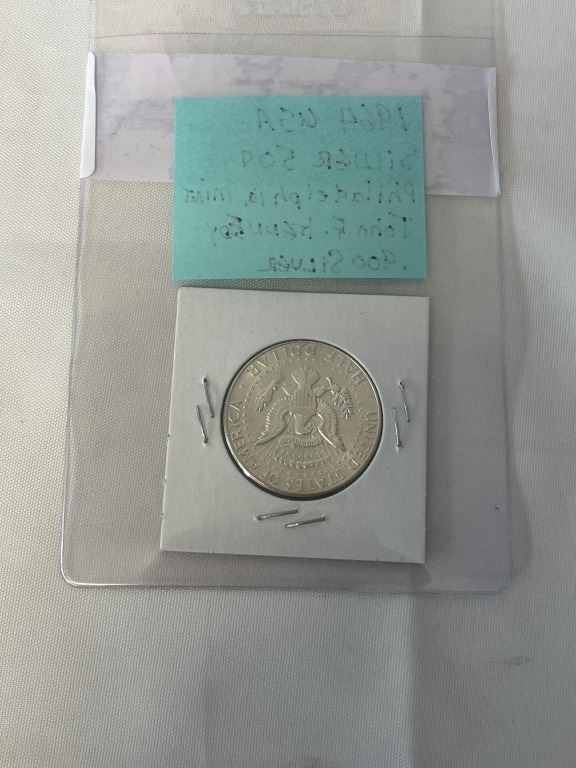 1964 USA
SILVER 50¢
Philadelphia mint
John F. Kennedy
.900 Silver
UNITED STATES OF AMERICA
HALF DOLLAR